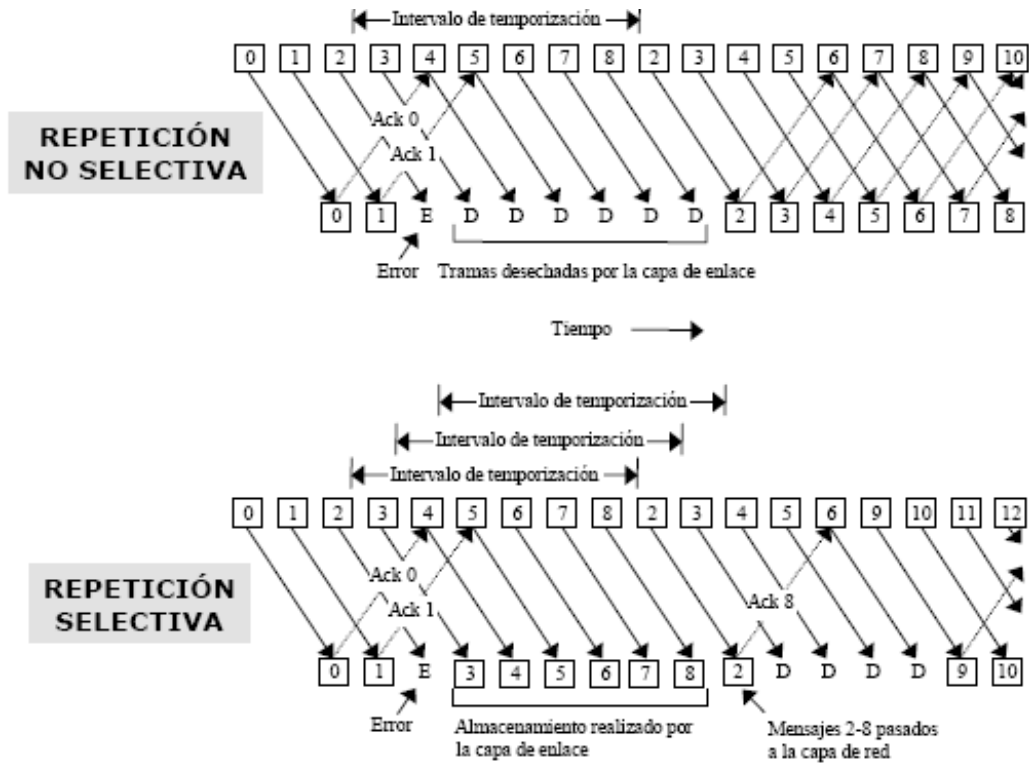 Intervalo de temporización
0 1 2 3 4 5 6 7 8 2 3 4 5 6 7 8 9 10
REPETICIÓN
NO SELECTIVA
Ack 0
Ack 1
0 1 E D D D D D D 2 3 4 5 6 7 8
Error
Tramas desechadas por la capa de enlace
Tiempo
Intervalo de temporización
Intervalo de temporización
Intervalo de temporización
0 1 2 3 4 5 6 7 8 2 3 4 5 6 9 10 11 12
REPETICIÓN
SELECTIVA
Ack 0
Ack 1
Ack 8
0 1 E 3 4 5 6 7 8 2 D D D D 9 10
Error
Almacenamiento realizado por
la capa de enlace
Mensajes 2-8 pasados
a la capa de red